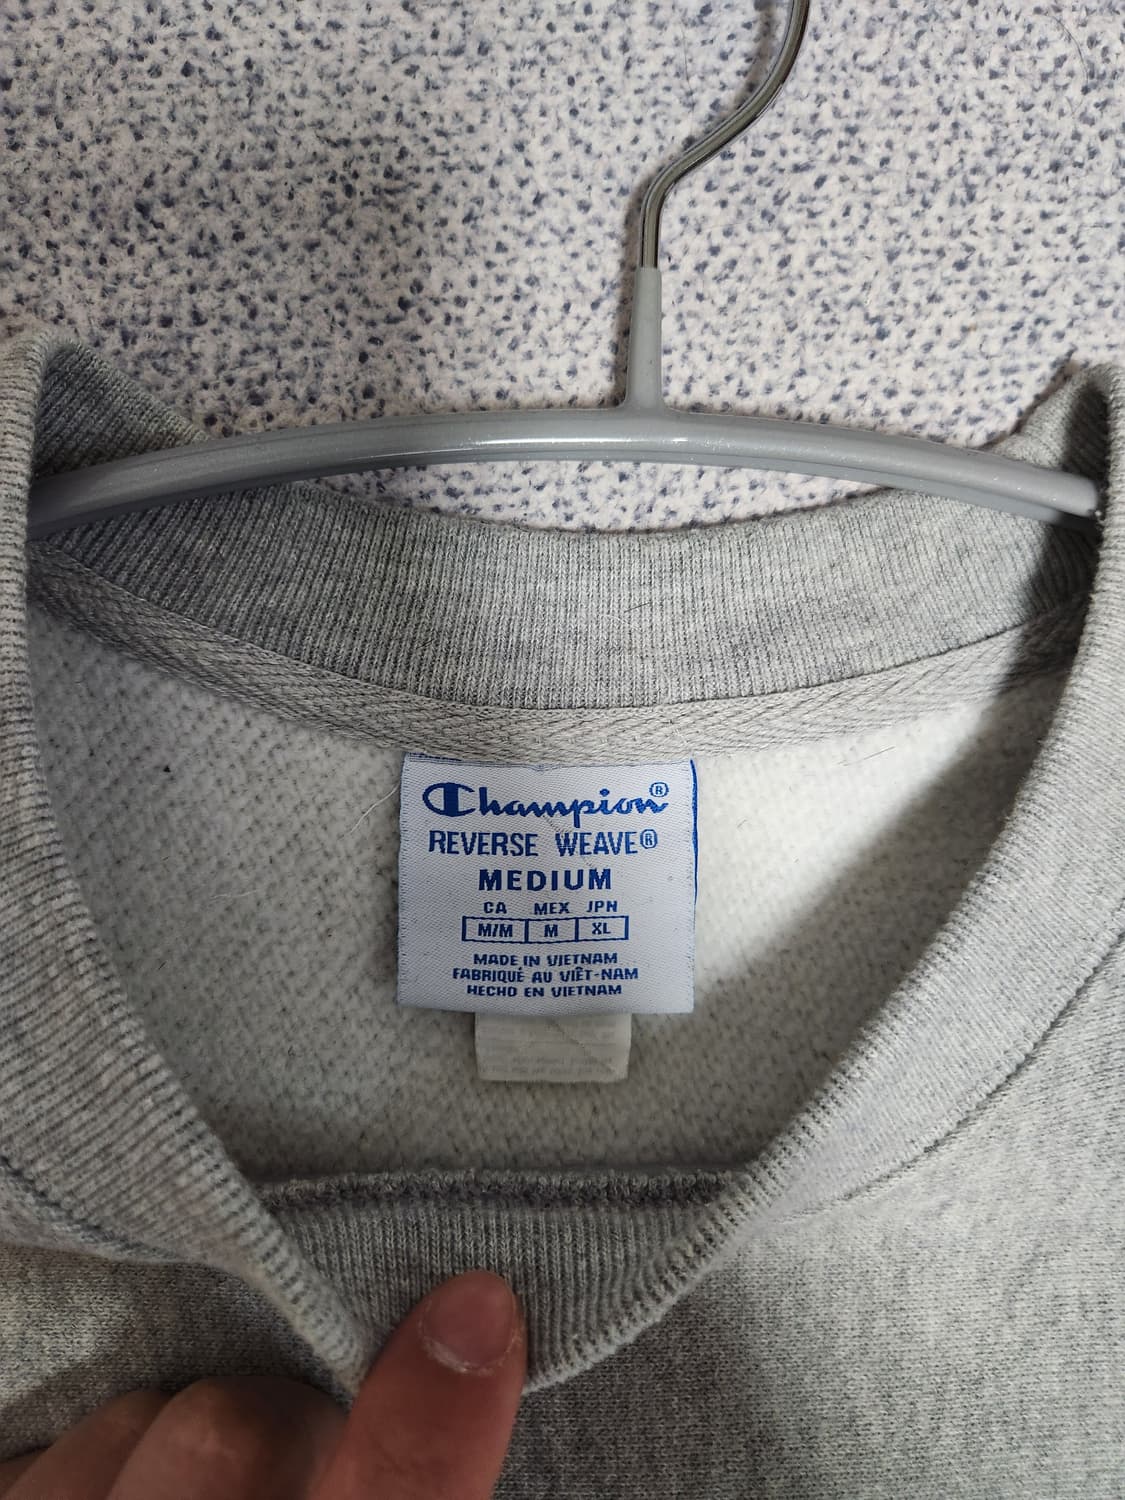 Champion®
REVERSE WEAVE®
MEDIUM
CA MEX JPN
M/M M XL
MADE IN VIETNAM
FABRIQUÉ AU VIÊT-NAM
HECHO EN VIETNAM